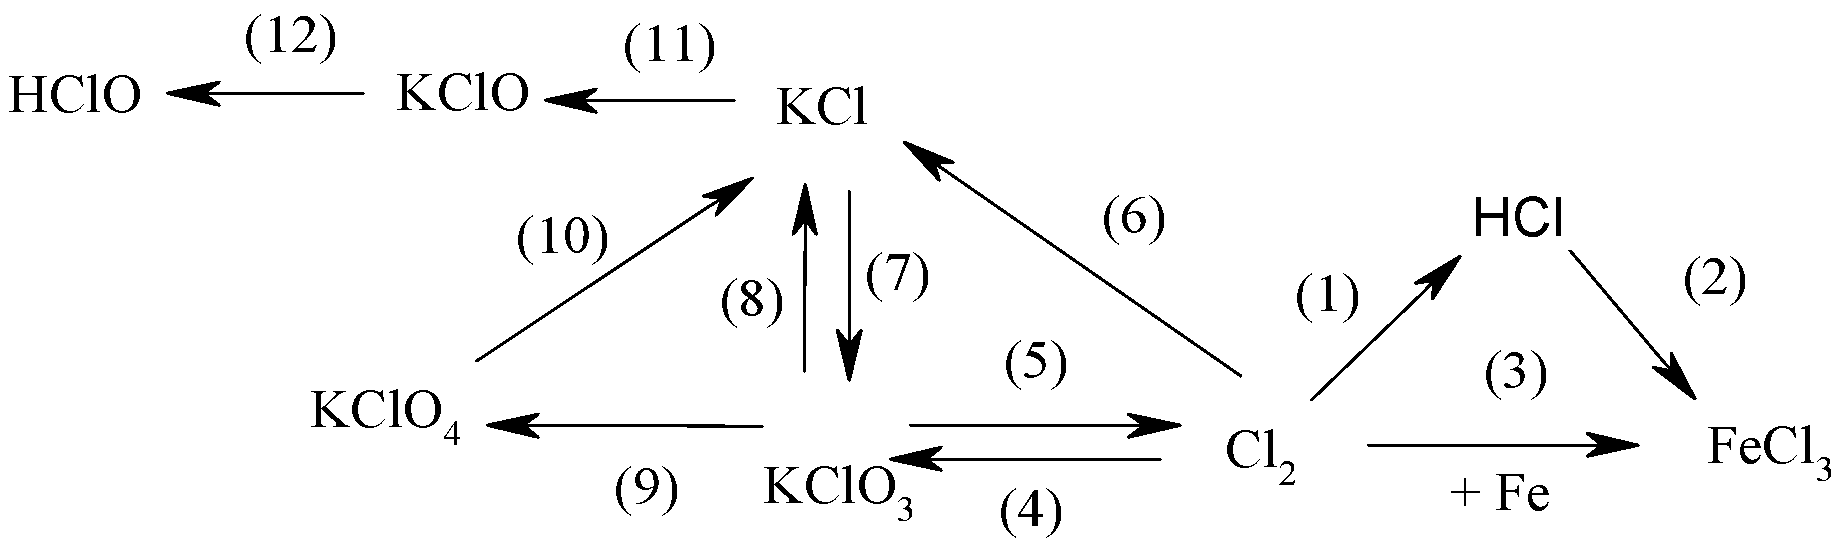 (12) (11)
HClO KClO KCl
(10) (8) (7) (6) HCl
(1) (2)
(5) (3)
KClO₄ Cl₂ FeCl₃
(9) KClO₃ (4) + Fe